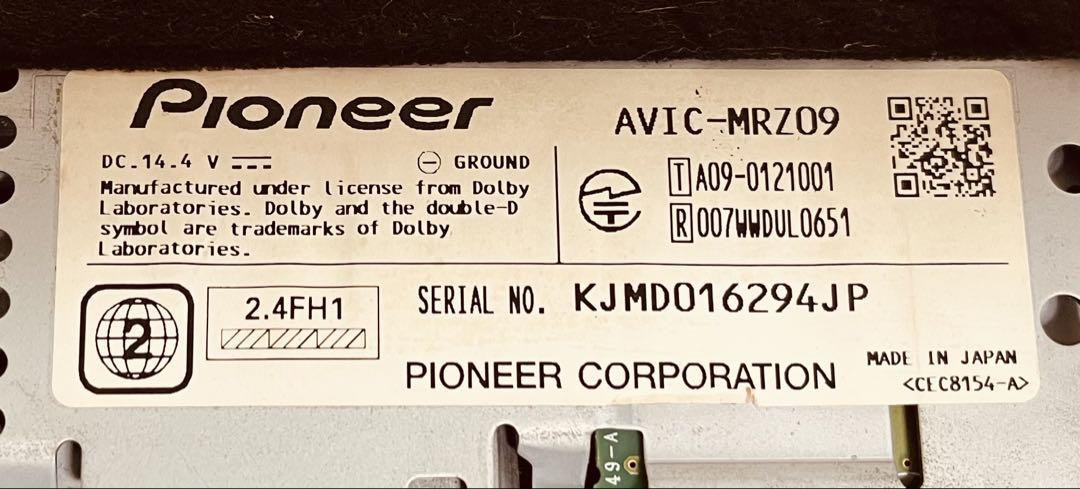 Pioneer
AVIC-MRZ09
DC.14.4 V
GROUND
Manufactured under license from Dolby
Laboratories. Dolby and the double-D
symbol are trademarks of Dolby
Laboratories.
T A09-0121001
R 007WWDUL0651
T
2
2.4FH1
SERIAL NO. KJMD016294JP
PIONEER CORPORATION
MADE IN JAPAN
<CEC8154-A>
49-A